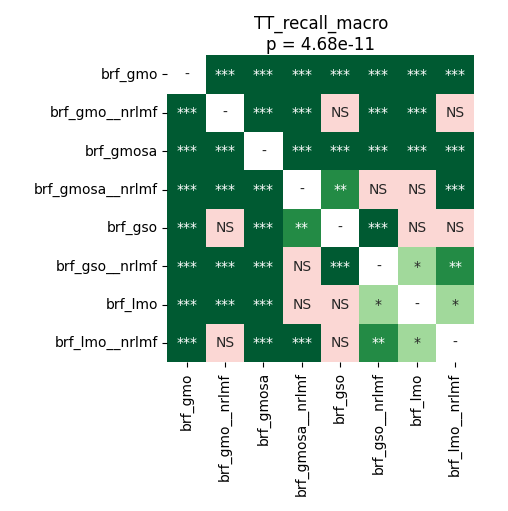 TT_recall_macro
p = 4.68e-11
brf_gmo - *** *** *** *** *** *** ***
brf_gmo__nrlmf *** - *** *** NS *** *** NS
brf_gmosa *** *** - *** *** *** *** ***
brf_gmosa__nrlmf *** *** *** - ** NS NS ***
brf_gso *** NS *** ** - *** NS NS
brf_gso__nrlmf *** *** *** NS *** - * **
brf_lmo *** *** *** NS NS * - *
brf_lmo__nrlmf *** NS *** *** NS ** * -
brf_gmo
brf_gmo__nrlmf
brf_gmosa
brf_gmosa__nrlmf
brf_gso
brf_gso__nrlmf
brf_lmo
brf_lmo__nrlmf